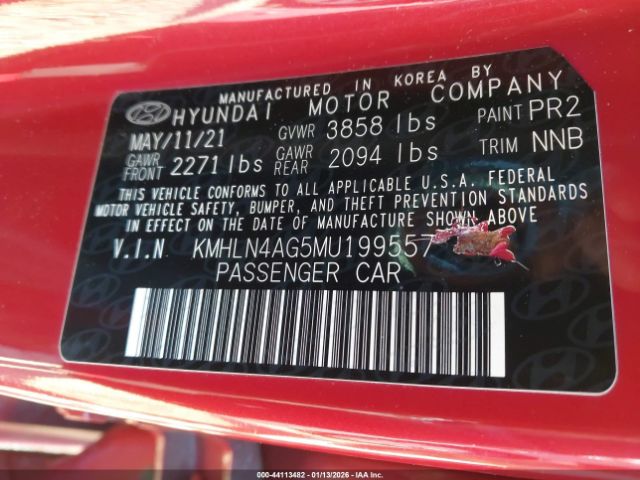 MANUFACTURED IN KOREA BY
HYUNDAI MOTOR COMPANY
MAY/11/21 GVWR 3858 lbs PAINT PR2
GAWR FRONT 2271 lbs GAWR REAR 2094 lbs TRIM NNB
THIS VEHICLE CONFORMS TO ALL APPLICABLE U.S.A. FEDERAL
MOTOR VEHICLE SAFETY, BUMPER, AND THEFT PREVENTION STANDARDS
IN EFFECT ON THE DATE OF MANUFACTURE SHOWN ABOVE
V.I.N KMHLN4AG5MU199557
PASSENGER CAR
000-44113482 - 01/13/2026 - IAAI.COM